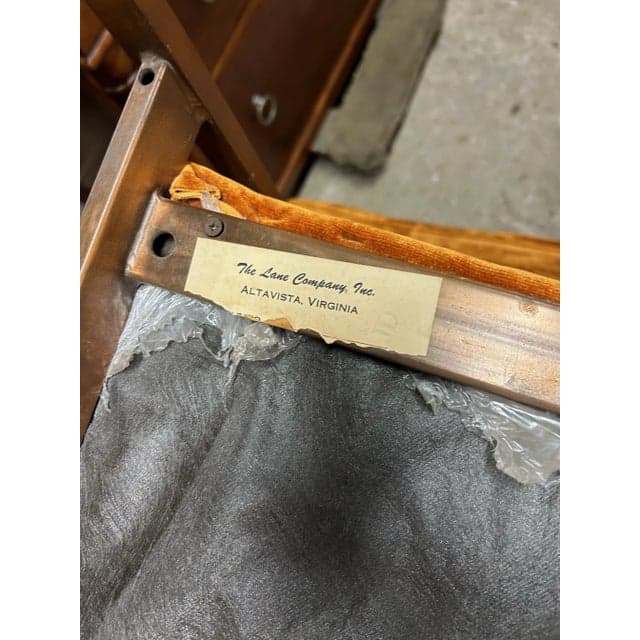 The Lane Company, Inc.
ALTAVISTA, VIRGINIA